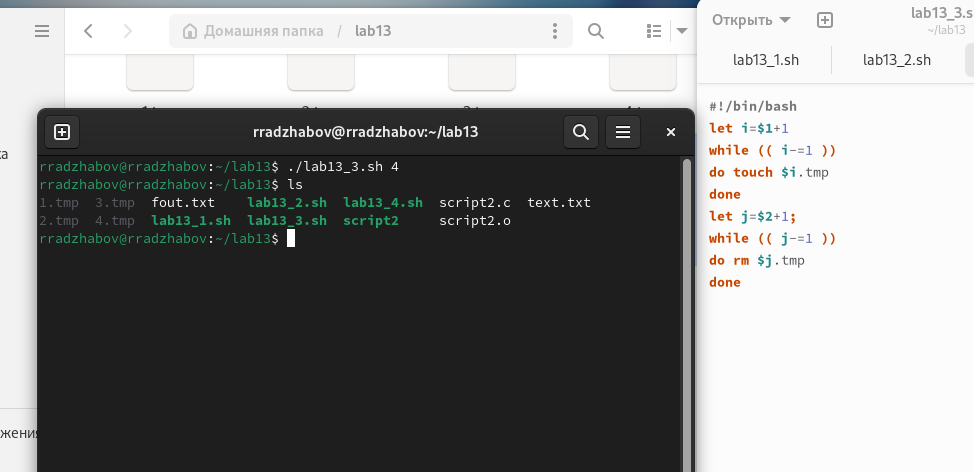 Домашняя папка / lab13
rradzhabov@rradzhabov:~/lab13
rradzhabov@rradzhabov:~/lab13$ ./lab13_3.sh 4
rradzhabov@rradzhabov:~/lab13$ ls
1.tmp 3.tmp fout.txt lab13_2.sh lab13_4.sh script2.c text.txt
2.tmp 4.tmp lab13_1.sh lab13_3.sh script2 script2.o
rradzhabov@rradzhabov:~/lab13$
Открыть
lab13_3.s
~/lab13
lab13_1.sh lab13_2.sh
#!/bin/bash
let i=$1+1
while (( i-=1 ))
do touch $i.tmp
done
let j=$2+1;
while (( j-=1 ))
do rm $j.tmp
done